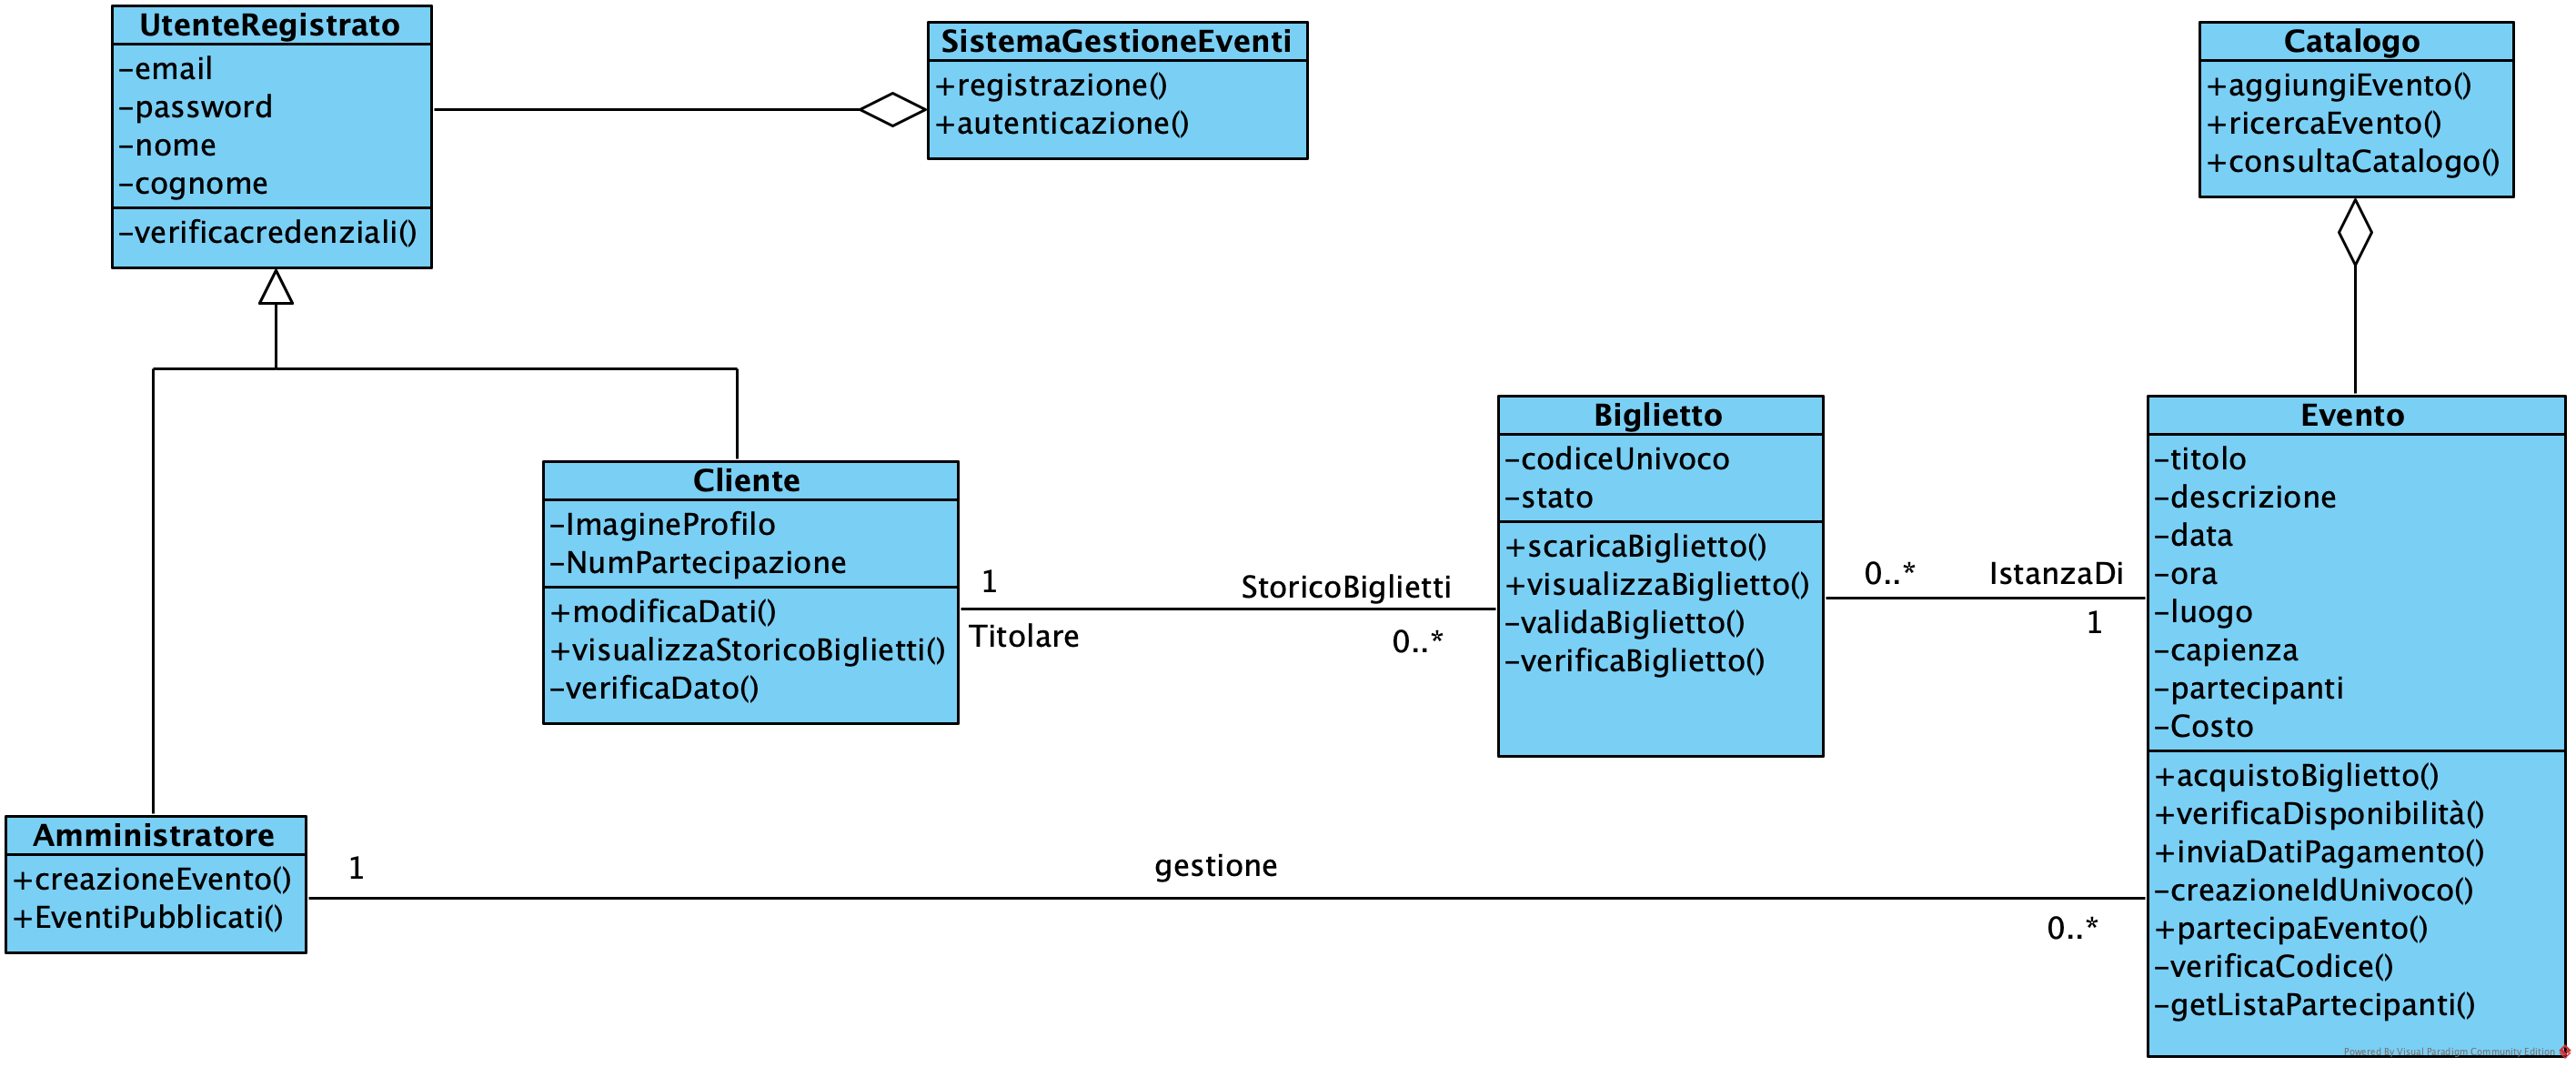 UtenteRegistrato
-email
-password
-nome
-cognome
-verificacredenziali()
SistemaGestioneEventi
+registrazione()
+autenticazione()
Catalogo
+aggiungiEvento()
+ricercaEvento()
+consultaCatalogo()
Cliente
-ImagineProfilo
-NumPartecipazione
+modificaDati()
+visualizzaStoricoBiglietti()
-verificaDato()
1
Titolare
StoricoBiglietti
0..*
Biglietto
-codiceUnivoco
-stato
+scaricaBiglietto()
+visualizzaBiglietto()
-validaBiglietto()
-verificaBiglietto()
0..*
IstanzaDi
1
Evento
-titolo
-descrizione
-data
-ora
-luogo
-capienza
-partecipanti
-Costo
+acquistoBiglietto()
+verificaDisponibilità()
+inviaDatiPagamento()
-creazioneIdUnivoco()
+partecipaEvento()
-verificaCodice()
-getListaPartecipanti()
Amministratore
+creazioneEvento()
+EventiPubblicati()
1
gestione
0..*
Powered By Visual Paradigm Community Edition